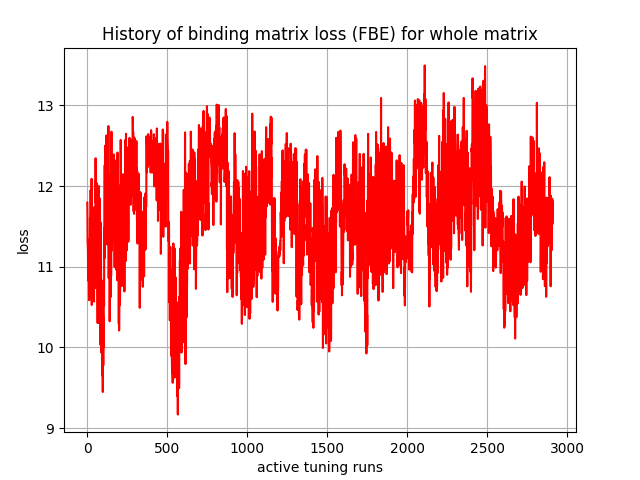 History of binding matrix loss (FBE) for whole matrix
13
12
11
10
9
loss
0 500 1000 1500 2000 2500 3000
active tuning runs